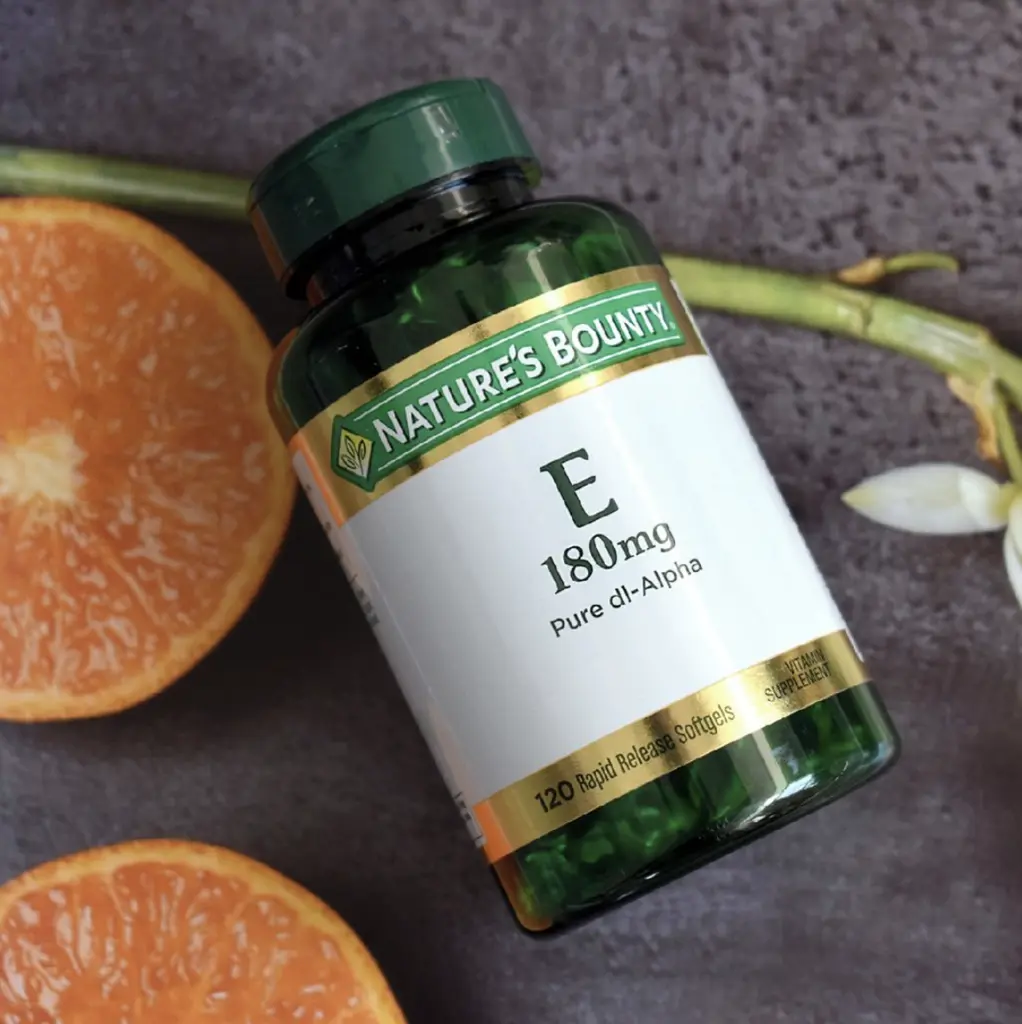 NATURE'S BOUNTY
E
180mg
Pure dl-Alpha
VITAMIN
SUPPLEMENT
120 Rapid Release Softgels